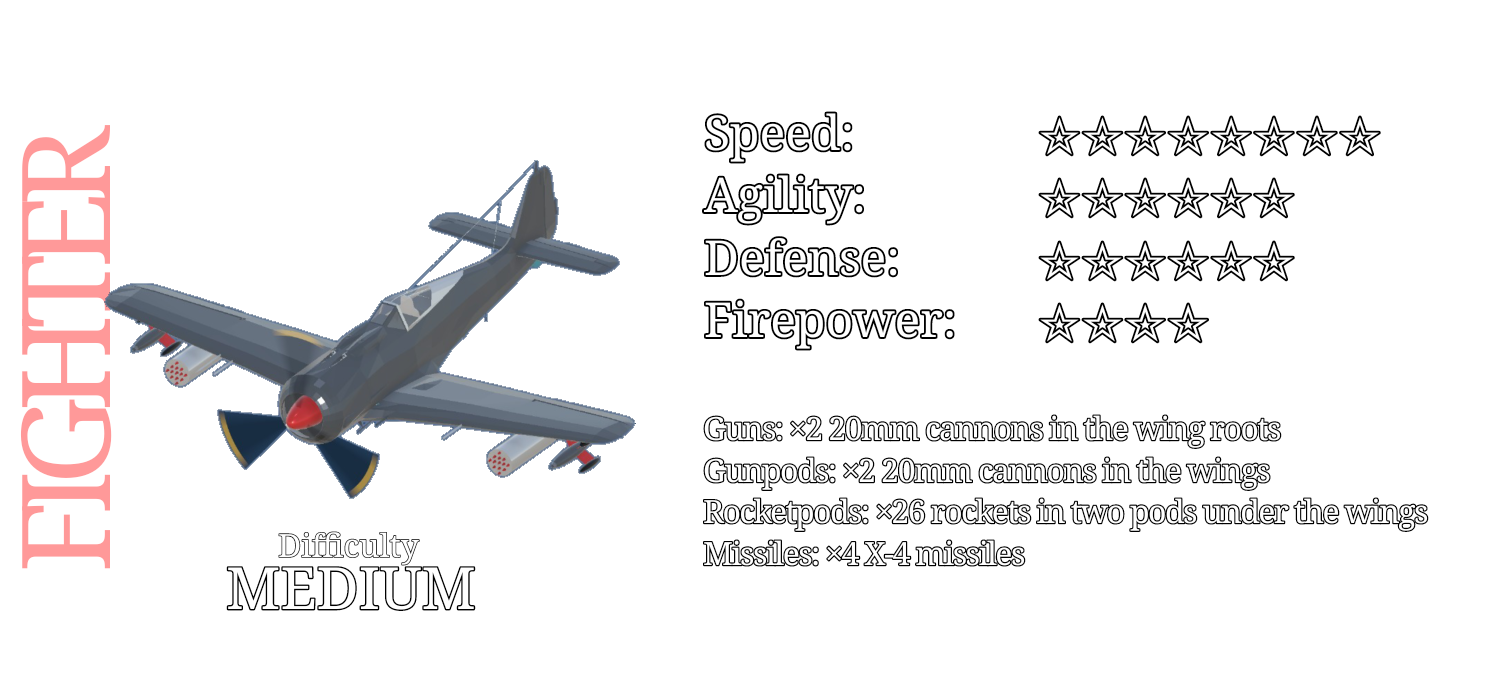 FIGHTER
Difficulty
MEDIUM
Speed:
Agility:
Defense:
Firepower:
Guns: ×2 20mm cannons in the wing roots
Gunpods: ×2 20mm cannons in the wings
Rocketpods: ×26 rockets in two pods under the wings
Missiles: ×4 X-4 missiles